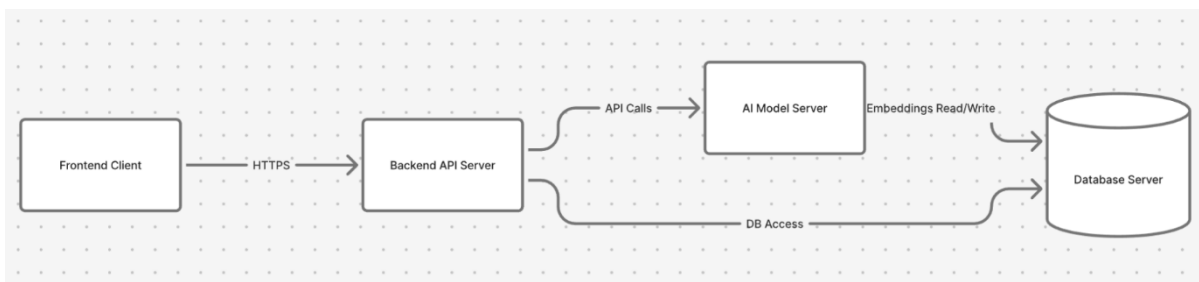 Frontend Client
HTTPS
Backend API Server
API Calls
AI Model Server
Embeddings Read/Write
DB Access
Database Server